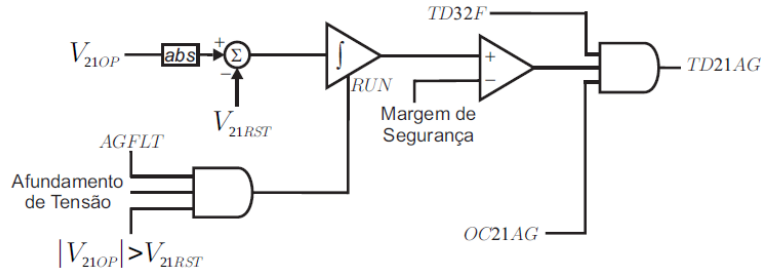 TD32F
V21OP
abs
+
Σ
−
∫
+
−
TD21AG
RUN
V21RST
Margem de
Segurança
AGFLT
Afundamento
de Tensão
OC21AG
|V21OP|>V21RST